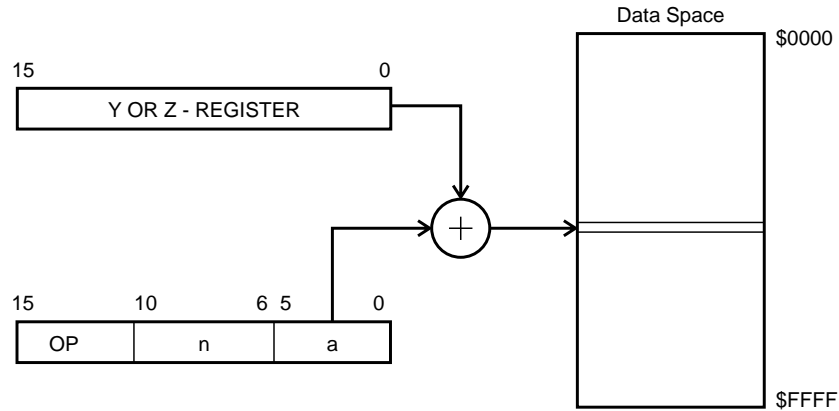 Data Space
$0000
15 0
Y OR Z - REGISTER
+
15 10 6 5 0
OP n a
$FFFF